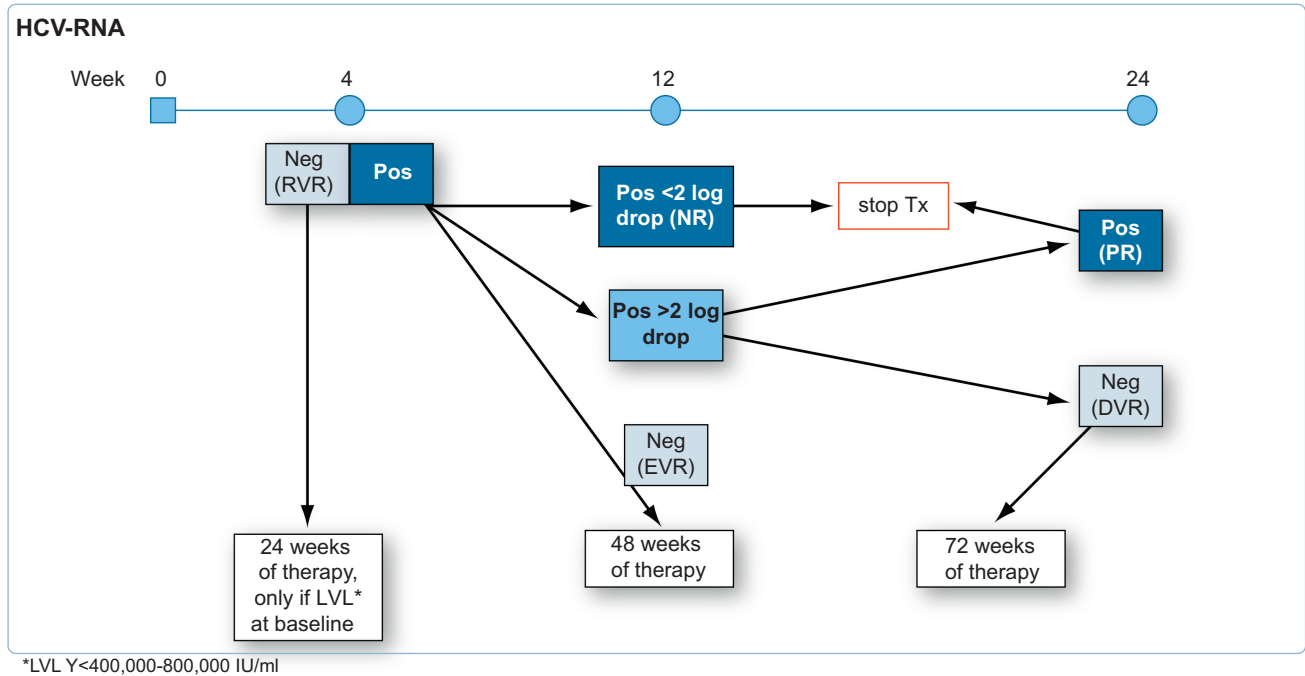 HCV-RNA
Week 0 4 12 24
Neg
(RVR)
Pos
Pos <2 log
drop (NR)
stop Tx
Pos
(PR)
Pos >2 log
drop
Neg
(DVR)
Neg
(EVR)
24 weeks
of therapy,
only if LVL*
at baseline
48 weeks
of therapy
72 weeks
of therapy
*LVL Y<400,000-800,000 IU/ml